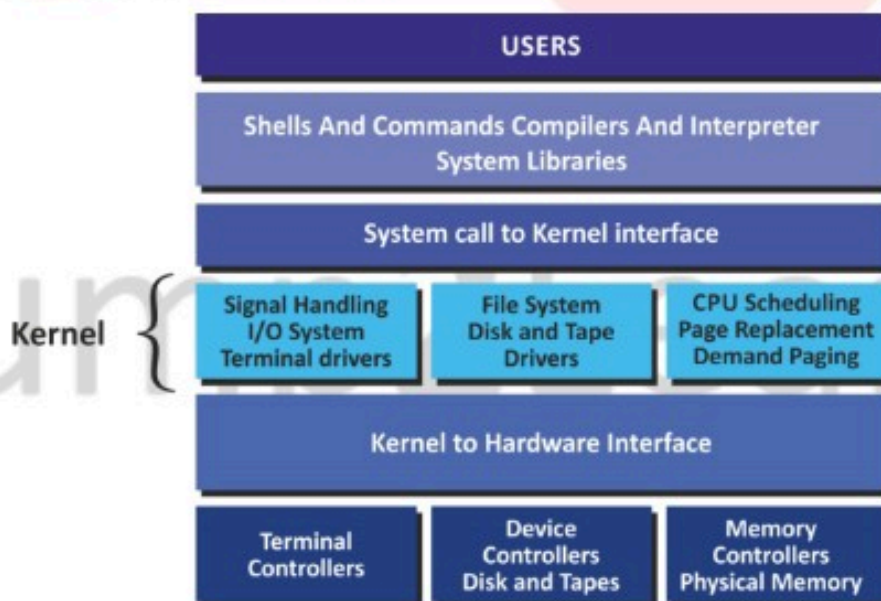 USERS
Shells And Commands Compilers And Interpreter
System Libraries
System call to Kernel interface
Kernel
Signal Handling
I/O System
Terminal drivers
File System
Disk and Tape
Drivers
CPU Scheduling
Page Replacement
Demand Paging
Kernel to Hardware Interface
Terminal
Controllers
Device
Controllers
Disk and Tapes
Memory
Controllers
Physical Memory